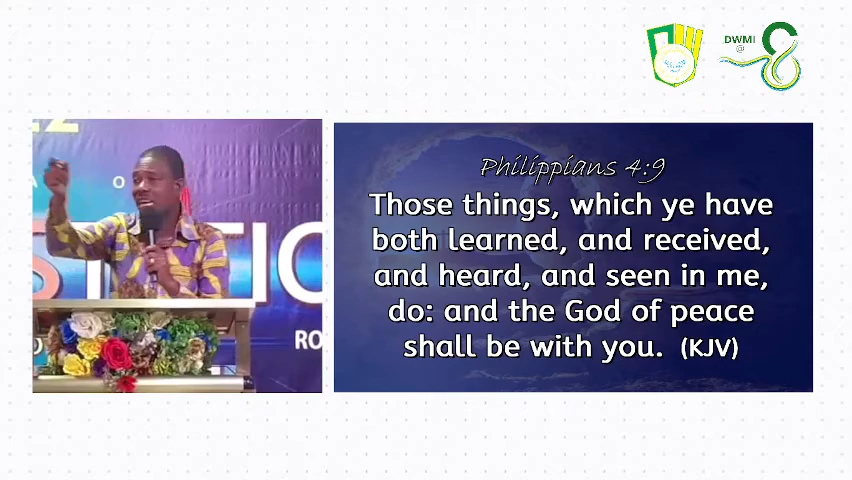 DWMI
@
8
Philippians 4:9
Those things, which ye have
both learned, and received,
and heard, and seen in me,
do: and the God of peace
shall be with you. (KJV)
RO